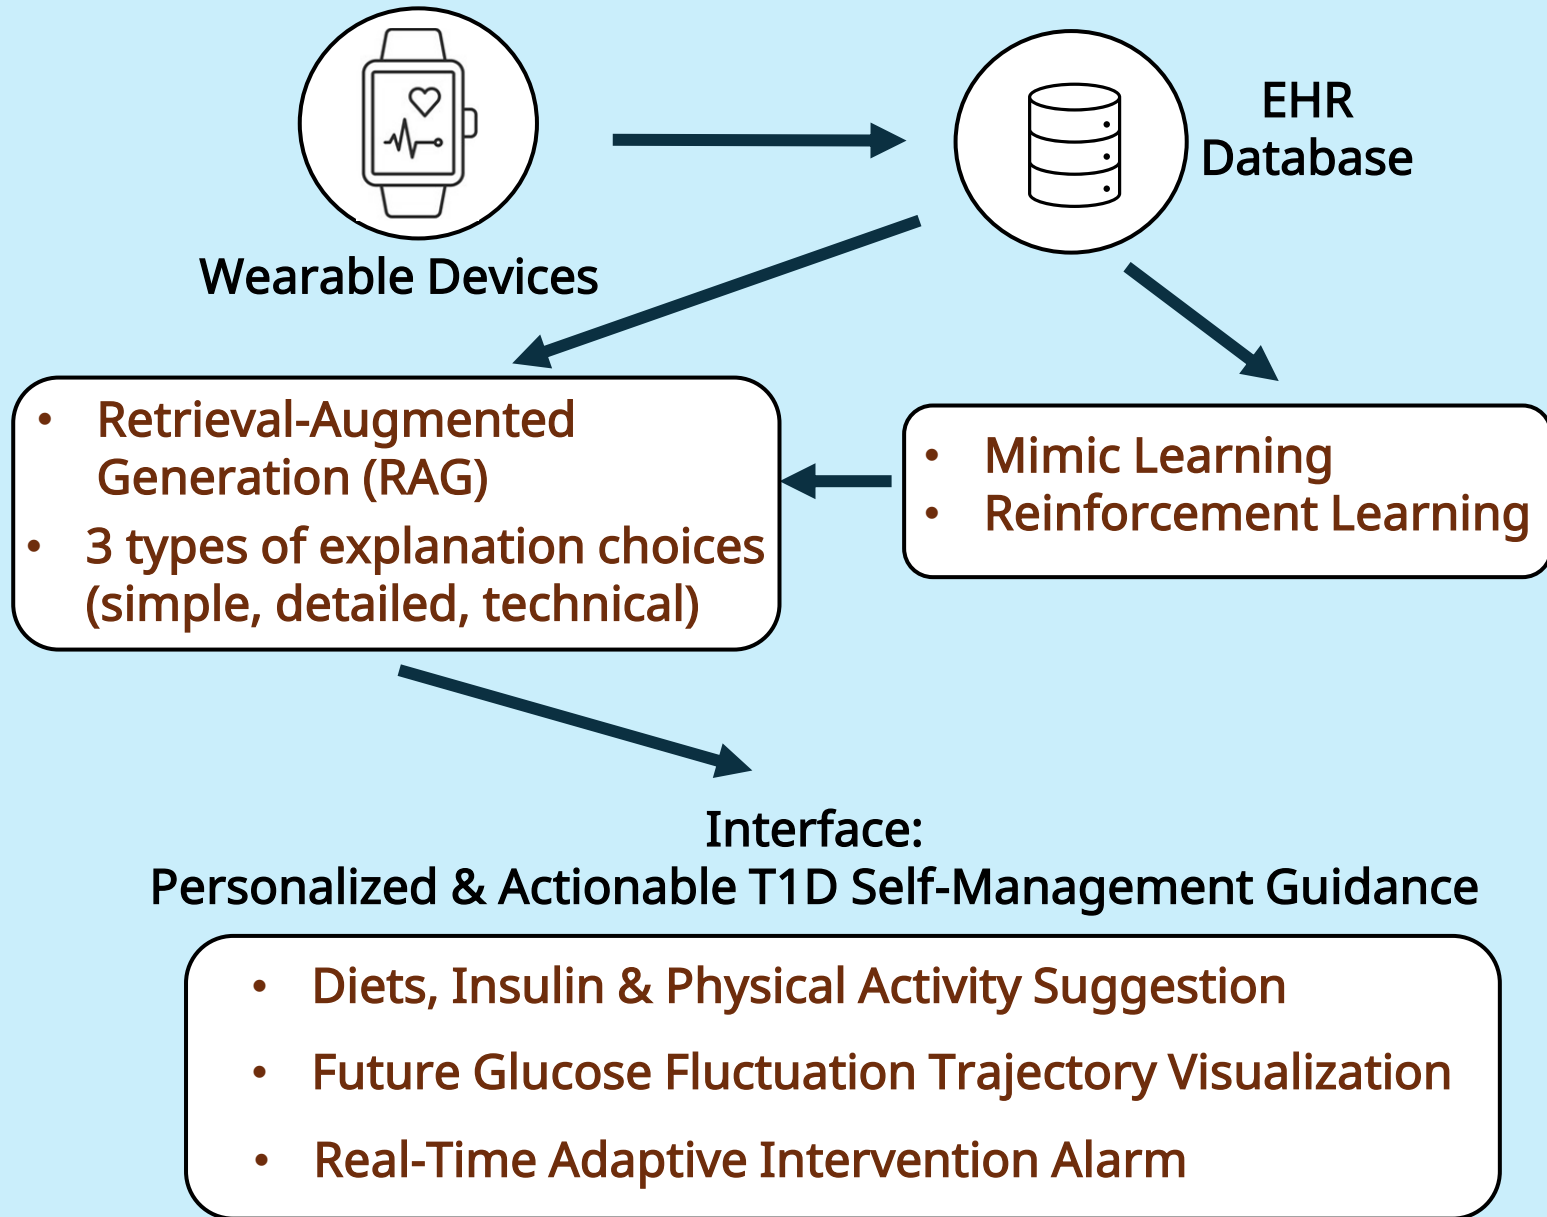 EHR
Database
Wearable Devices
• Retrieval-Augmented
Generation (RAG)
• 3 types of explanation choices
(simple, detailed, technical)
• Mimic Learning
• Reinforcement Learning
Interface:
Personalized & Actionable T1D Self-Management Guidance
• Diets, Insulin & Physical Activity Suggestion
• Future Glucose Fluctuation Trajectory Visualization
• Real-Time Adaptive Intervention Alarm